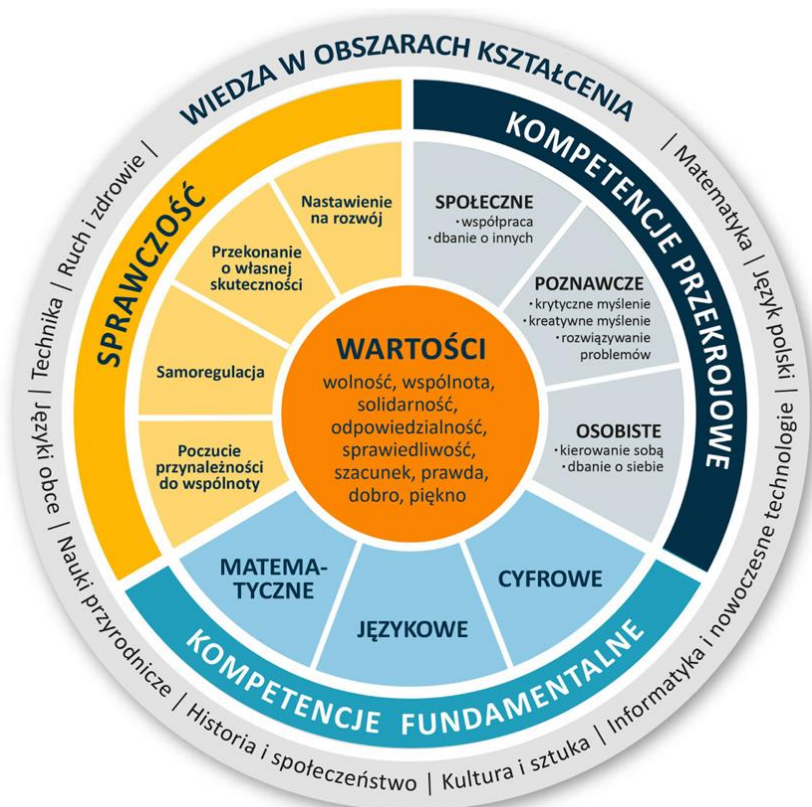 WIEDZA W OBSZARACH KSZTAŁCENIA
| Matematyka | Język polski | Informatyka i nowoczesne technologie | Kultura i sztuka | Historia i społeczeństwo | Nauki przyrodnicze | Języki obce | Technika | Ruch i zdrowie |
SPRAWCZOŚĆ
Nastawienie
na rozwój
Przekonanie
o własnej
skuteczności
Samoregulacja
Poczucie
przynależności
do wspólnoty
KOMPETENCJE PRZEKROJOWE
SPOŁECZNE
·współpraca
·dbanie o innych
POZNAWCZE
·krytyczne myślenie
·kreatywne myślenie
·rozwiązywanie
problemów
OSOBISTE
·kierowanie sobą
·dbanie o siebie
WARTOŚCI
wolność, wspólnota,
solidarność,
odpowiedzialność,
sprawiedliwość,
szacunek, prawda,
dobro, piękno
MATEMA-
TYCZNE
JĘZYKOWE
CYFROWE
KOMPETENCJE FUNDAMENTALNE